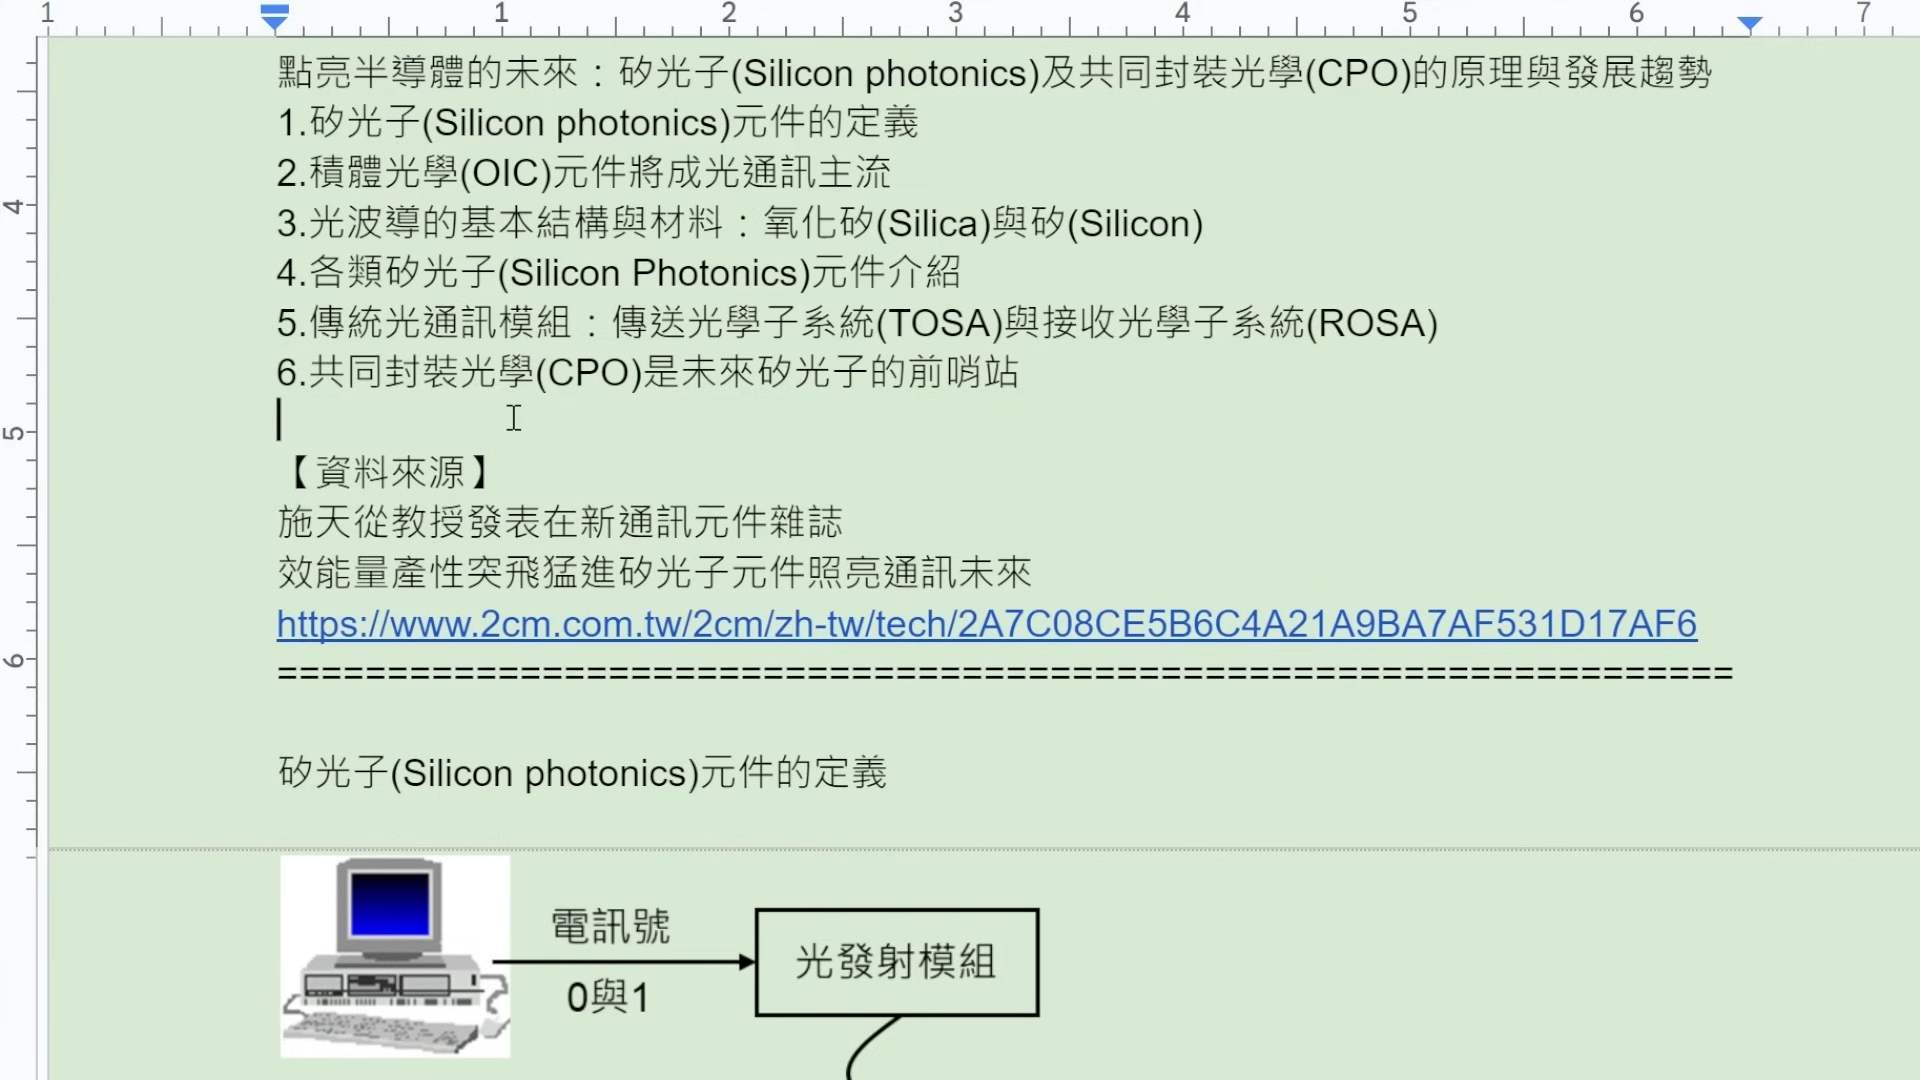 1 1 2 3 4 5 6 7
點亮半導體的未來：矽光子(Silicon photonics)及共同封裝光學(CPO)的原理與發展趨勢
1.矽光子(Silicon photonics)元件的定義
2.積體光學(OIC)元件將成光通訊主流
3.光波導的基本結構與材料：氧化矽(Silica)與矽(Silicon)
4.各類矽光子(Silicon Photonics)元件介紹
5.傳統光通訊模組：傳送光學子系統(TOSA)與接收光學子系統(ROSA)
6.共同封裝光學(CPO)是未來矽光子的前哨站
【資料來源】
施天從教授發表在新通訊元件雜誌
效能量產性突飛猛進矽光子元件照亮通訊未來
https://www.2cm.com.tw/2cm/zh-tw/tech/2A7C08CE5B6C4A21A9BA7AF531D17AF6
================================================================
矽光子(Silicon photonics)元件的定義
電訊號
0與1
光發射模組
4
5
6